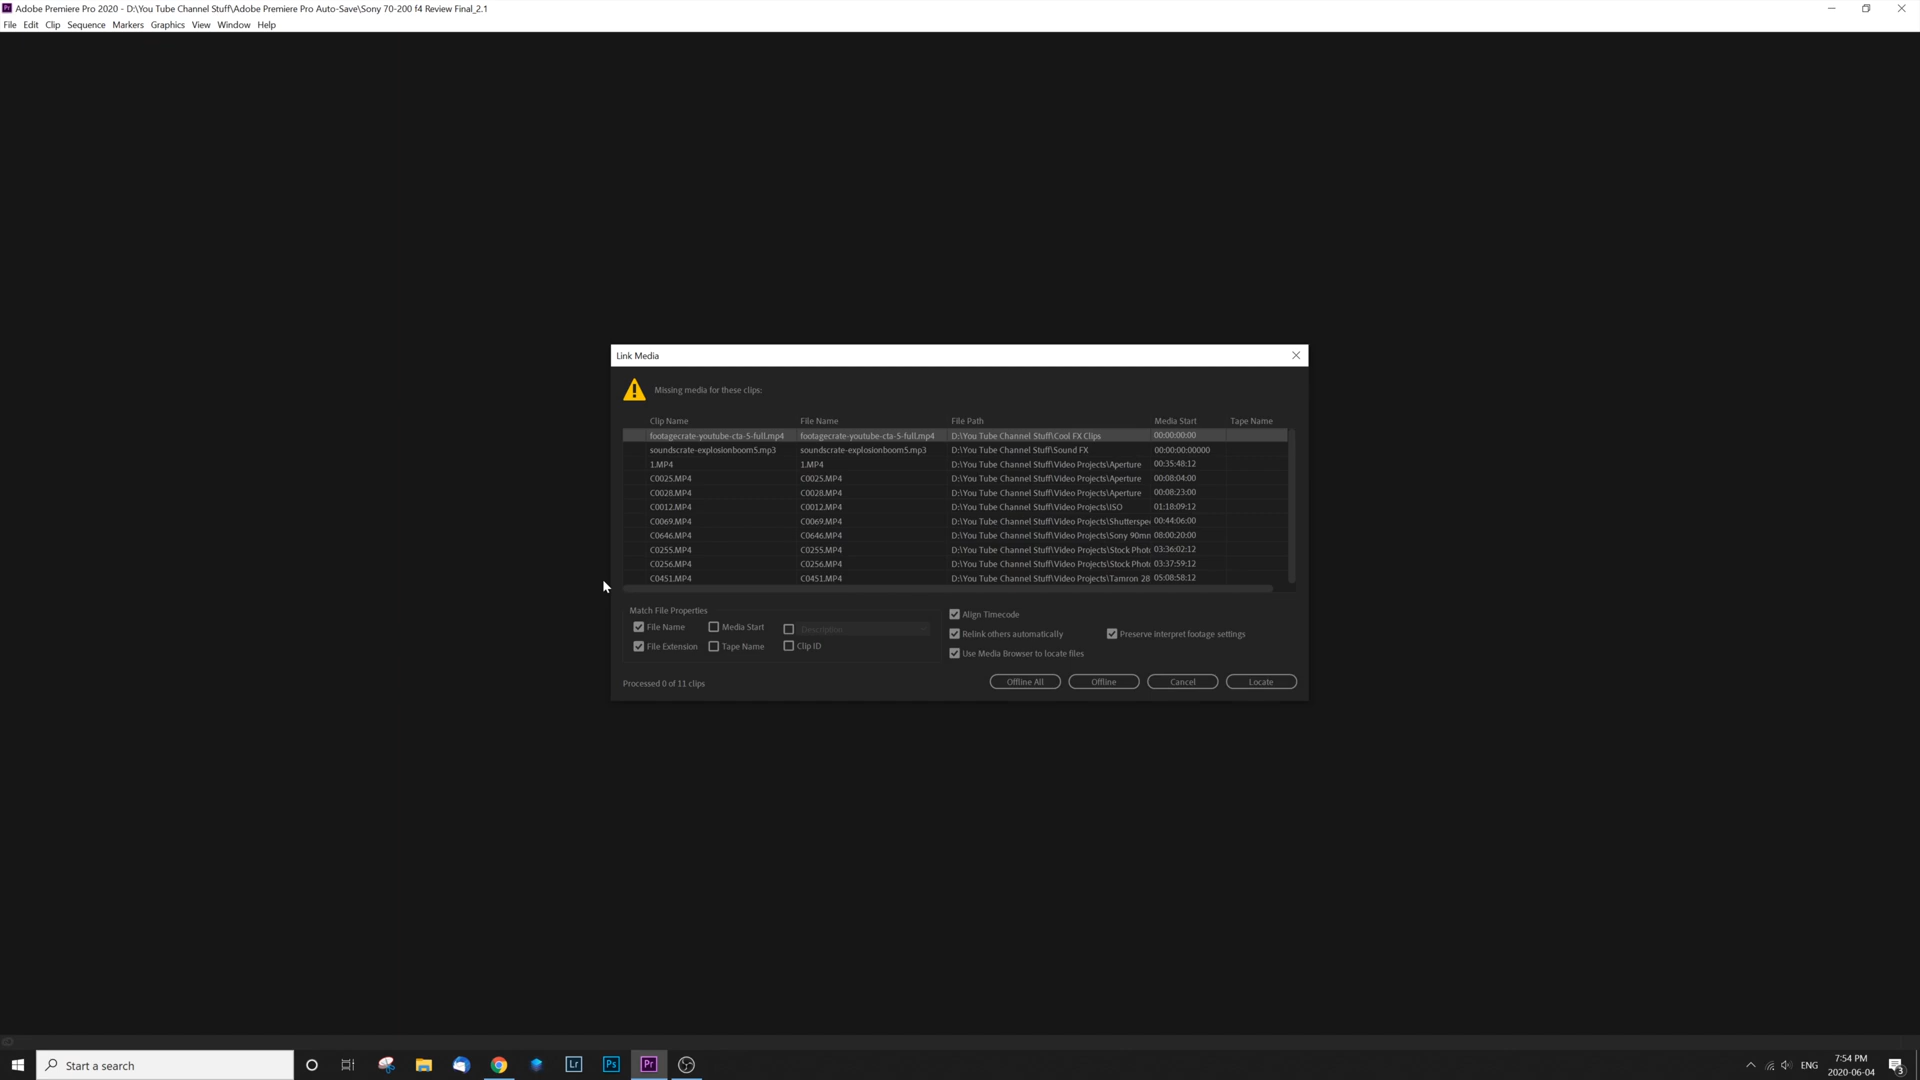 Adobe Premiere Pro 2020 - D:\You Tube Channel Stuff\Adobe Premiere Pro Auto-Save\Sony 70-200 f4 Review Final_2.1
File Edit Clip Sequence Markers Graphics View Window Help
Link Media
Missing media for these clips:
Clip Name File Name File Path Media Start Tape Name
footagecrate-youtube-cta-5-full.mp4 footagecrate-youtube-cta-5-full.mp4 D:\You Tube Channel Stuff\Cool FX Clips 00:00:00:00
soundscrate-explosionboom5.mp3 soundscrate-explosionboom5.mp3 D:\You Tube Channel Stuff\Sound FX 00:00:00:00000
1.MP4 1.MP4 D:\You Tube Channel Stuff\Video Projects\Aperture 00:35:48:12
C0025.MP4 C0025.MP4 D:\You Tube Channel Stuff\Video Projects\Aperture 00:08:04:00
C0028.MP4 C0028.MP4 D:\You Tube Channel Stuff\Video Projects\Aperture 00:08:23:00
C0012.MP4 C0012.MP4 D:\You Tube Channel Stuff\Video Projects\ISO 01:18:09:12
C0069.MP4 C0069.MP4 D:\You Tube Channel Stuff\Video Projects\Shutterspe 00:44:06:00
C0646.MP4 C0646.MP4 D:\You Tube Channel Stuff\Video Projects\Sony 90mm 08:00:20:00
C0255.MP4 C0255.MP4 D:\You Tube Channel Stuff\Video Projects\Stock Phot 03:36:02:12
C0256.MP4 C0256.MP4 D:\You Tube Channel Stuff\Video Projects\Stock Phot 03:37:59:12
C0451.MP4 C0451.MP4 D:\You Tube Channel Stuff\Video Projects\Tamron 28 05:08:58:12
Match File Properties
File Name Media Start Description
File Extension Tape Name Clip ID
Align Timecode
Relink others automatically Preserve interpret footage settings
Use Media Browser to locate files
Processed 0 of 11 clips
Offline All Offline Cancel Locate
Start a search
Lr Ps Pr
ENG
7:54 PM
2020-06-04
3